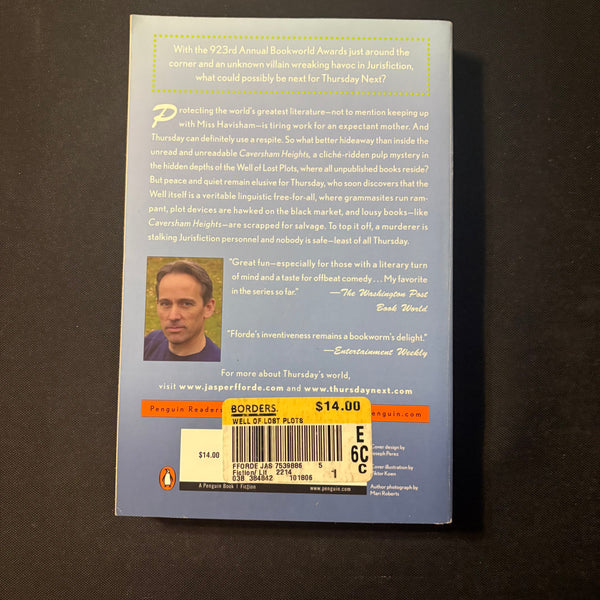 With the 923rd Annual Bookworld Awards just around the
corner and an unknown villain wreaking havoc in Jurisfiction,
what could possibly be next for Thursday Next?
Protecting the world's greatest literature—not to mention keeping up
with Miss Havisham—is tiring work for an expectant mother. And
Thursday can definitely use a respite. So what better hideaway than inside the
unread and unreadable Caversham Heights, a cliché-ridden pulp mystery in
the hidden depths of the Well of Lost Plots, where all unpublished books reside?
But peace and quiet remain elusive for Thursday, who soon discovers that the
Well itself is a veritable linguistic free-for-all, where grammasites run ram-
pant, plot devices are hawked on the black market, and lousy books—like
Caversham Heights—are scrapped for salvage. To top it off, a murderer is
stalking Jurisfiction personnel and nobody is safe—least of all Thursday.
"Great fun—especially for those with a literary turn
of mind and a taste for offbeat comedy . . . My favorite
in the series so far." —The Washington Post
Book World
"Fforde's inventiveness remains a bookworm's delight."
—Entertainment Weekly
For more about Thursday's world,
visit www.jasperfforde.com and www.thursdaynext.com
Penguin Readers
Penguin.com
BORDERS. $14.00
WELL OF LOST PLOTS
FFORDE JAS 7539886 5
Fiction/ Lit 2214
038 384842 101806 1
E
6C
C
$14.00
Cover design by
Joseph Perez
Cover illustration by
Viktor Koen
Author photograph by
Mari Roberts
A Penguin Book | Fiction
www.penguin.com